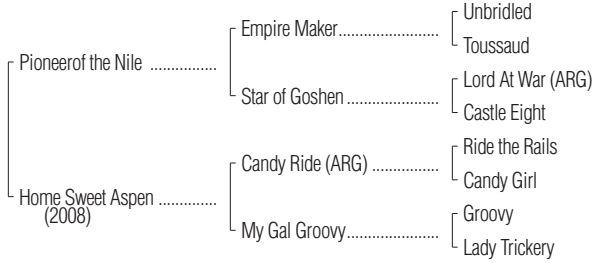 Unbridled
Empire Maker
Toussaud
Pioneerof the Nile
Lord At War (ARG)
Star of Goshen
Castle Eight
Ride the Rails
Candy Ride (ARG)
Candy Girl
Home Sweet Aspen
(2008)
Groovy
My Gal Groovy
Lady Trickery